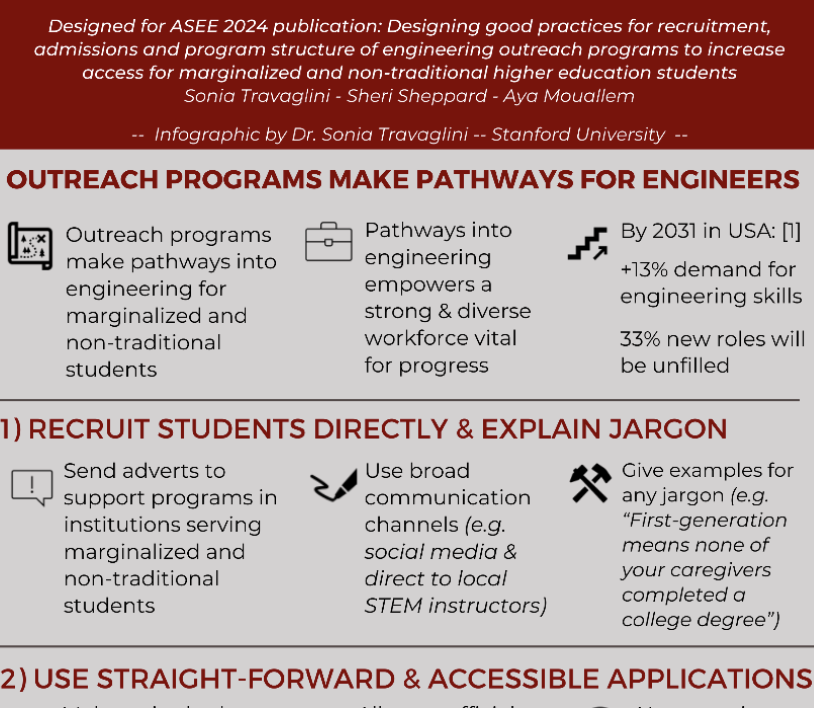 Designed for ASEE 2024 publication: Designing good practices for recruitment,
admissions and program structure of engineering outreach programs to increase
access for marginalized and non-traditional higher education students
Sonia Travaglini - Sheri Sheppard - Aya Mouallem
-- Infographic by Dr. Sonia Travaglini -- Stanford University --
OUTREACH PROGRAMS MAKE PATHWAYS FOR ENGINEERS
Outreach programs
make pathways into
engineering for
marginalized and
non-traditional
students
Pathways into
engineering
empowers a
strong & diverse
workforce vital
for progress
By 2031 in USA: [1]
+13% demand for
engineering skills
33% new roles will
be unfilled
1) RECRUIT STUDENTS DIRECTLY & EXPLAIN JARGON
Send adverts to
support programs in
institutions serving
marginalized and
non-traditional
students
Use broad
communication
channels (e.g.
social media &
direct to local
STEM instructors)
Give examples for
any jargon (e.g.
“First-generation
means none of
your caregivers
completed a
college degree”)
2) USE STRAIGHT-FORWARD & ACCESSIBLE APPLICATIONS